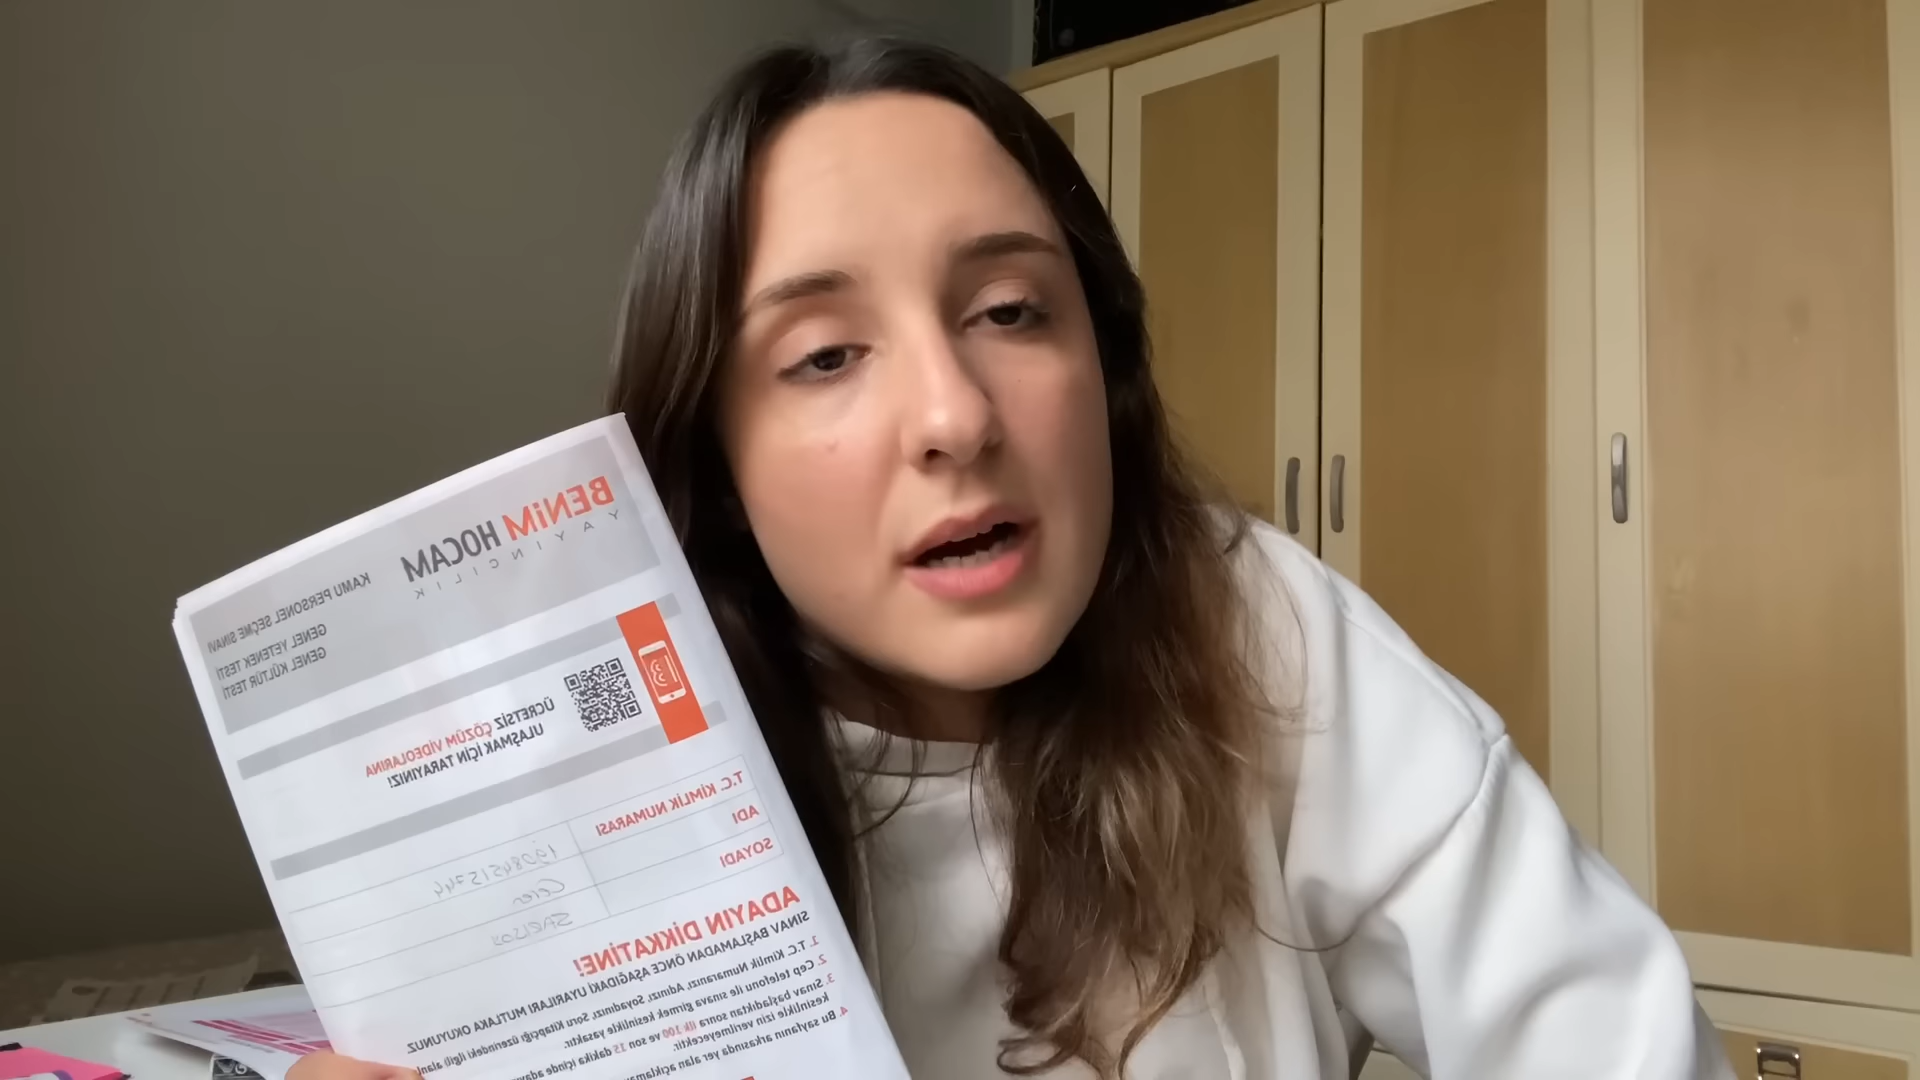 BENİM HOCAM
YAYINCILIK
KAMU PERSONEL SEÇME SINAVI
GENEL YETENEK TESTİ
GENEL KÜLTÜR TESTİ
ÜCRETSİZ ÇÖZÜM VİDEOLARINA
ULAŞMAK İÇİN TARAYINIZ!
T.C. KİMLİK NUMARASI
ADI Ceren
SOYADI
ADAYIN DİKKATİNE!
SINAV BAŞLAMADAN ÖNCE AŞAĞIDAKİ UYARILARI MUTLAKA OKUYUNUZ.
1. T.C. Kimlik Numaranızı, Adınızı, Soyadınızı, Soru Kitapçığı üzerindeki ilgili
2. Cep telefonu ile sınava girmek kesinlikle yasaktır.
3. Sınav başladıktan sonra ilk 100 ve son 15 dakika içinde
kesinlikle izin verilmeyecektir.
4. Bu sayfanın arkasında yer alan